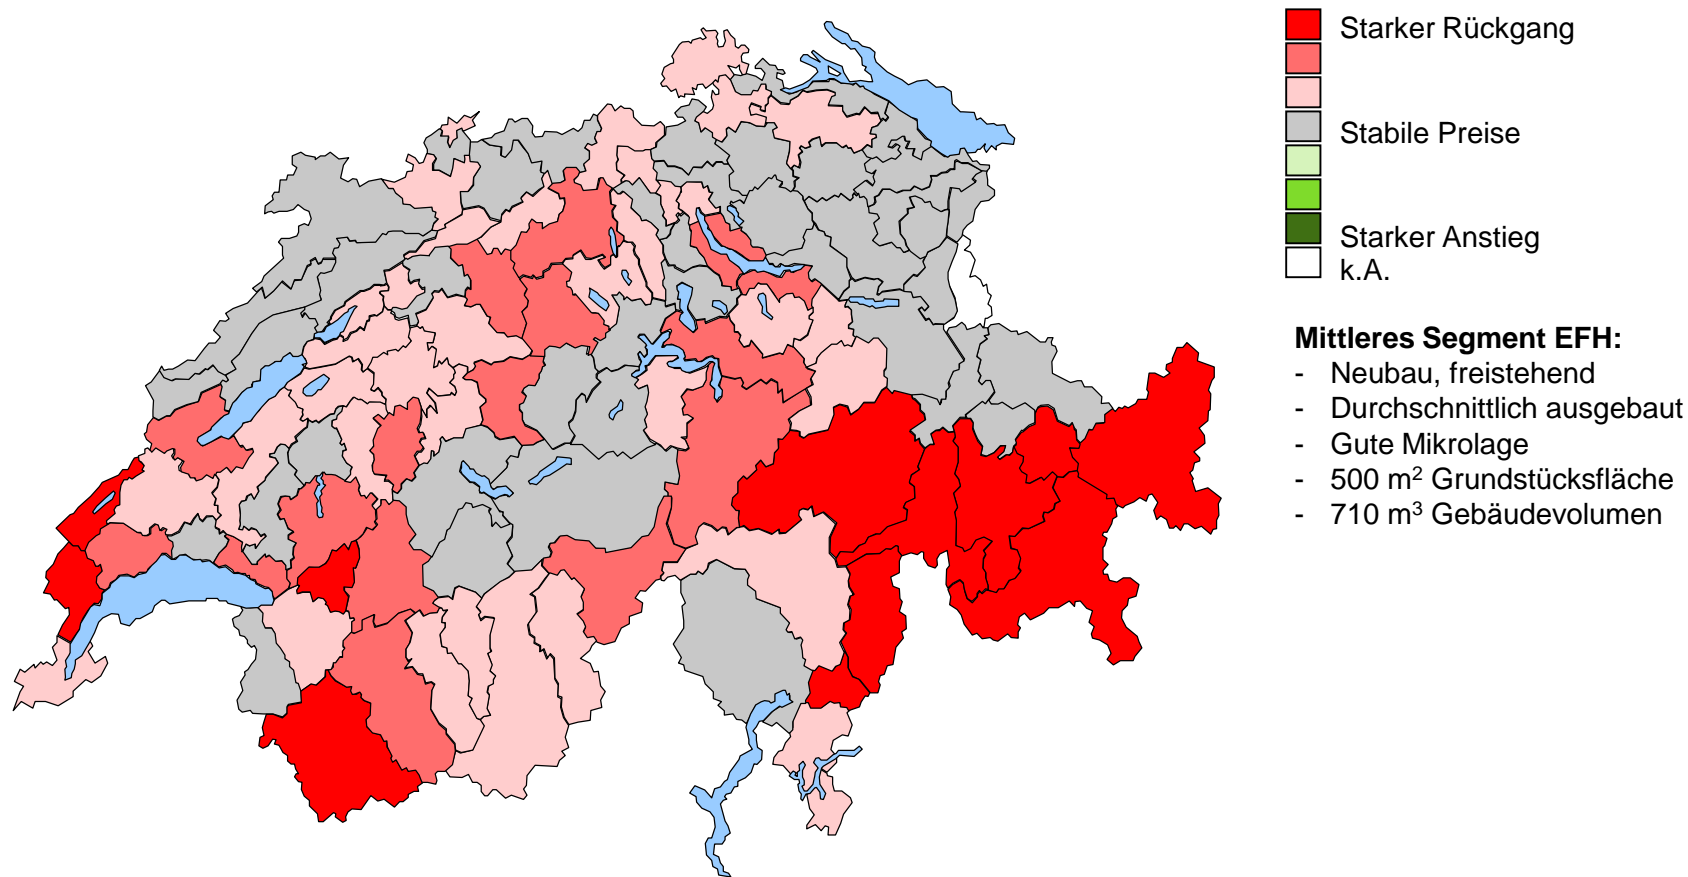 Starker Rückgang
Stabile Preise
Starker Anstieg
k.A.
Mittleres Segment EFH:
- Neubau, freistehend
- Durchschnittlich ausgebaut
- Gute Mikrolage
- 500 m² Grundstücksfläche
- 710 m³ Gebäudevolumen